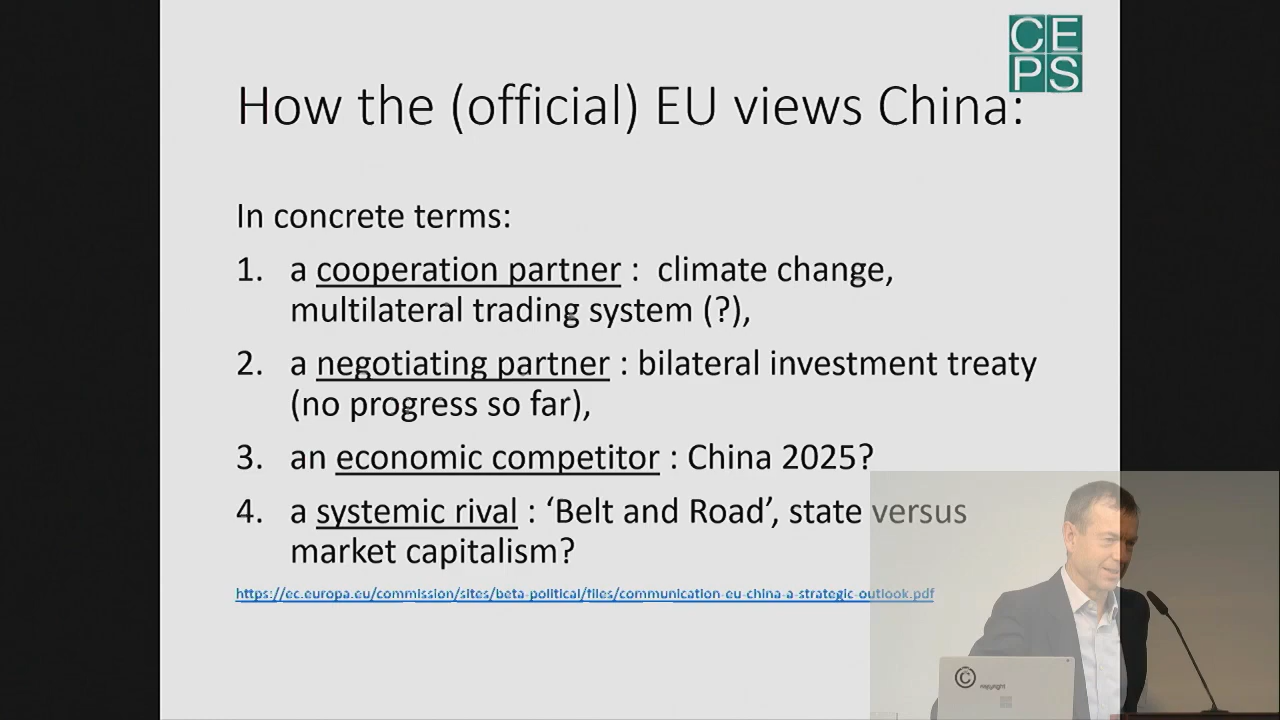 CE
PS
How the (official) EU views China:
In concrete terms:
1. a cooperation partner : climate change,
multilateral trading system (?),
2. a negotiating partner : bilateral investment treaty
(no progress so far),
3. an economic competitor : China 2025?
4. a systemic rival : ‘Belt and Road’, state versus
market capitalism?
https://ec.europa.eu/commission/sites/beta-political/files/communication-eu-china-a-strategic-outlook.pdf
©
copyright